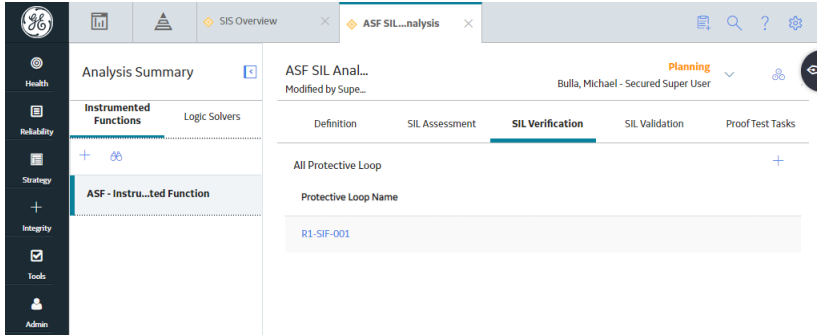 SIS Overview
ASF SIL...nalysis
Health
Reliability
Strategy
Integrity
Tools
Admin
Analysis Summary
Instrumented
Functions
Logic Solvers
ASF - Instru...ted Function
ASF SIL Anal...
Modified by Supe...
Planning
Bulla, Michael - Secured Super User
Definition
SIL Assessment
SIL Verification
SIL Validation
Proof Test Tasks
All Protective Loop
Protective Loop Name
R1-SIF-001